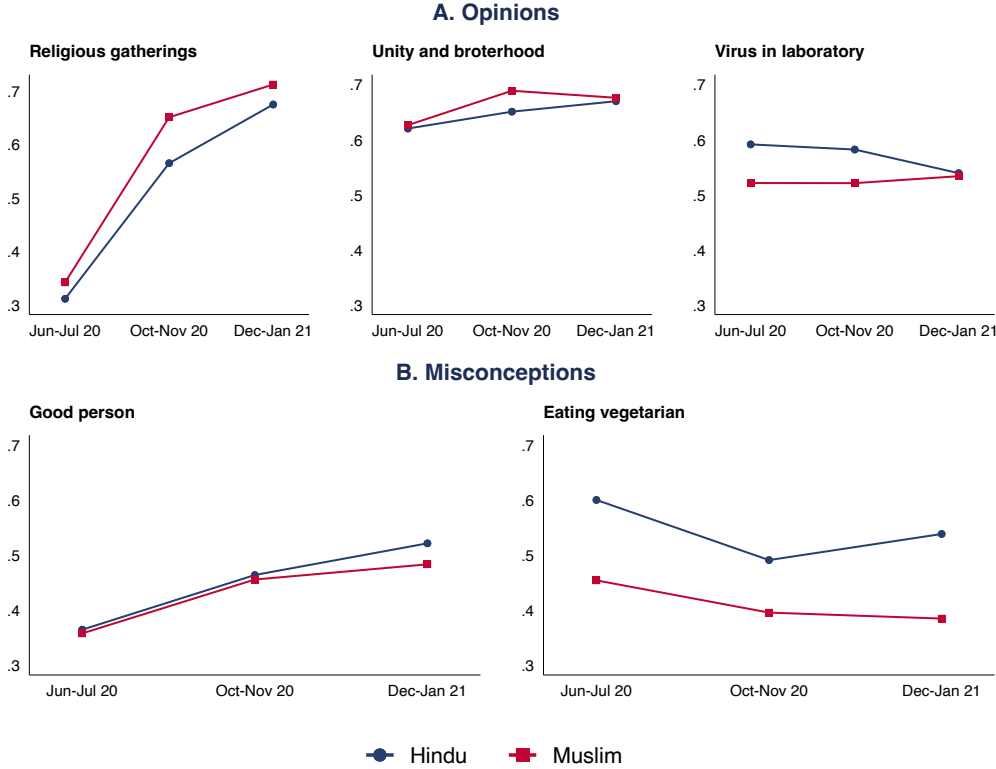 A. Opinions
Religious gatherings
Unity and broterhood
Virus in laboratory
.7
.6
.5
.4
.3
Jun-Jul 20 Oct-Nov 20 Dec-Jan 21
.7
.6
.5
.4
.3
Jun-Jul 20 Oct-Nov 20 Dec-Jan 21
.7
.6
.5
.4
.3
Jun-Jul 20 Oct-Nov 20 Dec-Jan 21
B. Misconceptions
Good person
Eating vegetarian
.7
.6
.5
.4
.3
Jun-Jul 20 Oct-Nov 20 Dec-Jan 21
.7
.6
.5
.4
.3
Jun-Jul 20 Oct-Nov 20 Dec-Jan 21
Hindu Muslim